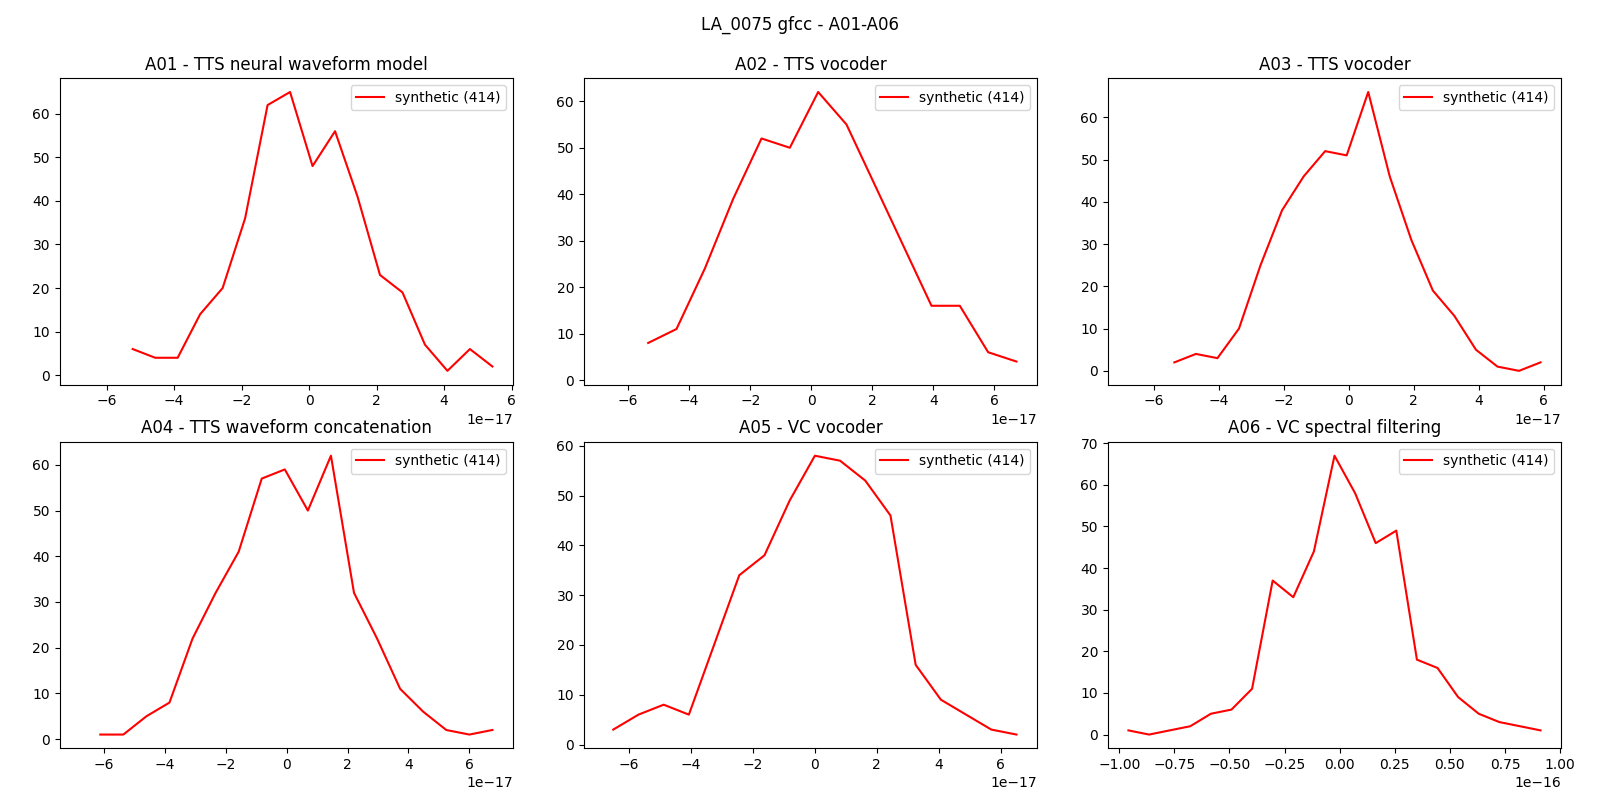 LA_0075 gfcc - A01-A06
A01 - TTS neural waveform model
synthetic (414)
60
50
40
30
20
10
0
−6 −4 −2 0 2 4 6
1e−17
A02 - TTS vocoder
synthetic (414)
60
50
40
30
20
10
0
−6 −4 −2 0 2 4 6
1e−17
A03 - TTS vocoder
synthetic (414)
60
50
40
30
20
10
0
−6 −4 −2 0 2 4 6
1e−17
A04 - TTS waveform concatenation
synthetic (414)
60
50
40
30
20
10
0
−6 −4 −2 0 2 4 6
1e−17
A05 - VC vocoder
synthetic (414)
60
50
40
30
20
10
0
−6 −4 −2 0 2 4 6
1e−17
A06 - VC spectral filtering
synthetic (414)
70
60
50
40
30
20
10
0
−1.00 −0.75 −0.50 −0.25 0.00 0.25 0.50 0.75 1.00
1e−16